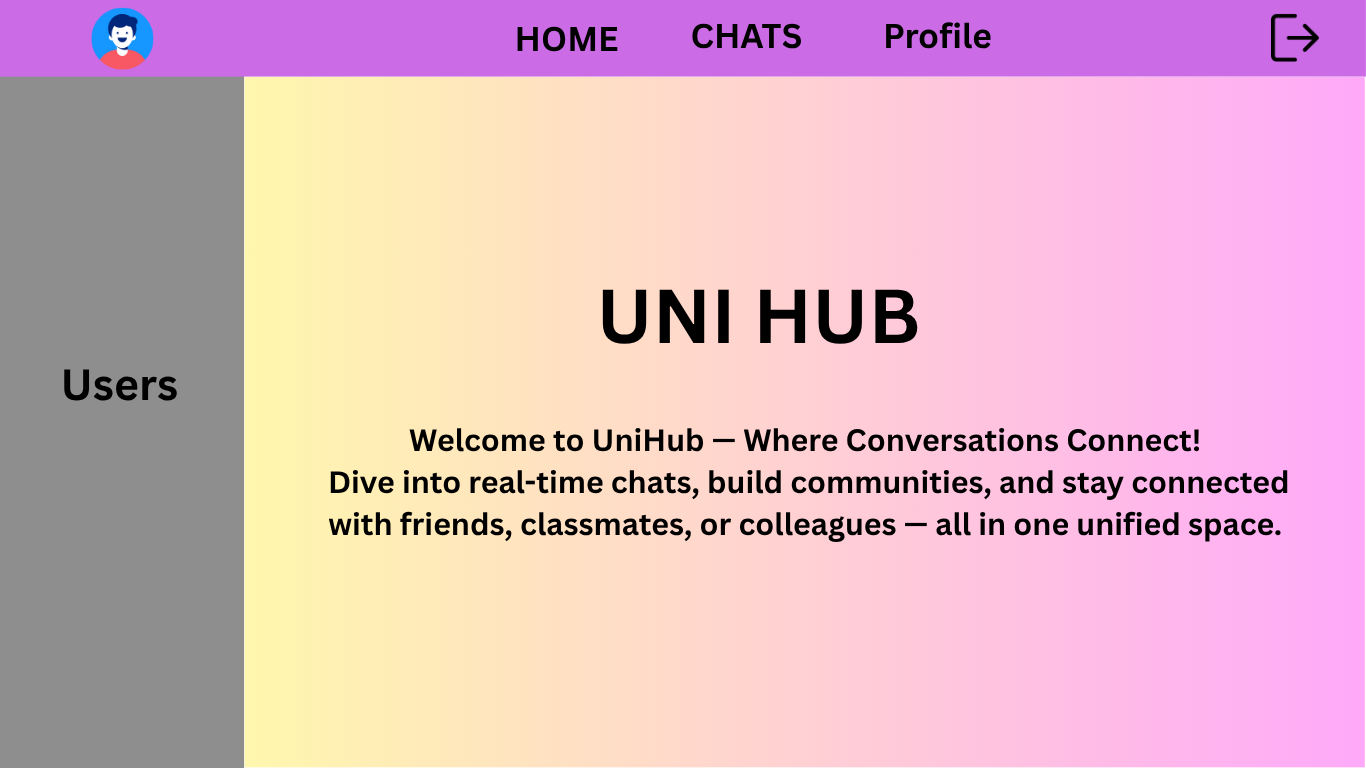 HOME
CHATS
Profile
Users
UNI HUB
Welcome to UniHub — Where Conversations Connect!
Dive into real-time chats, build communities, and stay connected
with friends, classmates, or colleagues — all in one unified space.